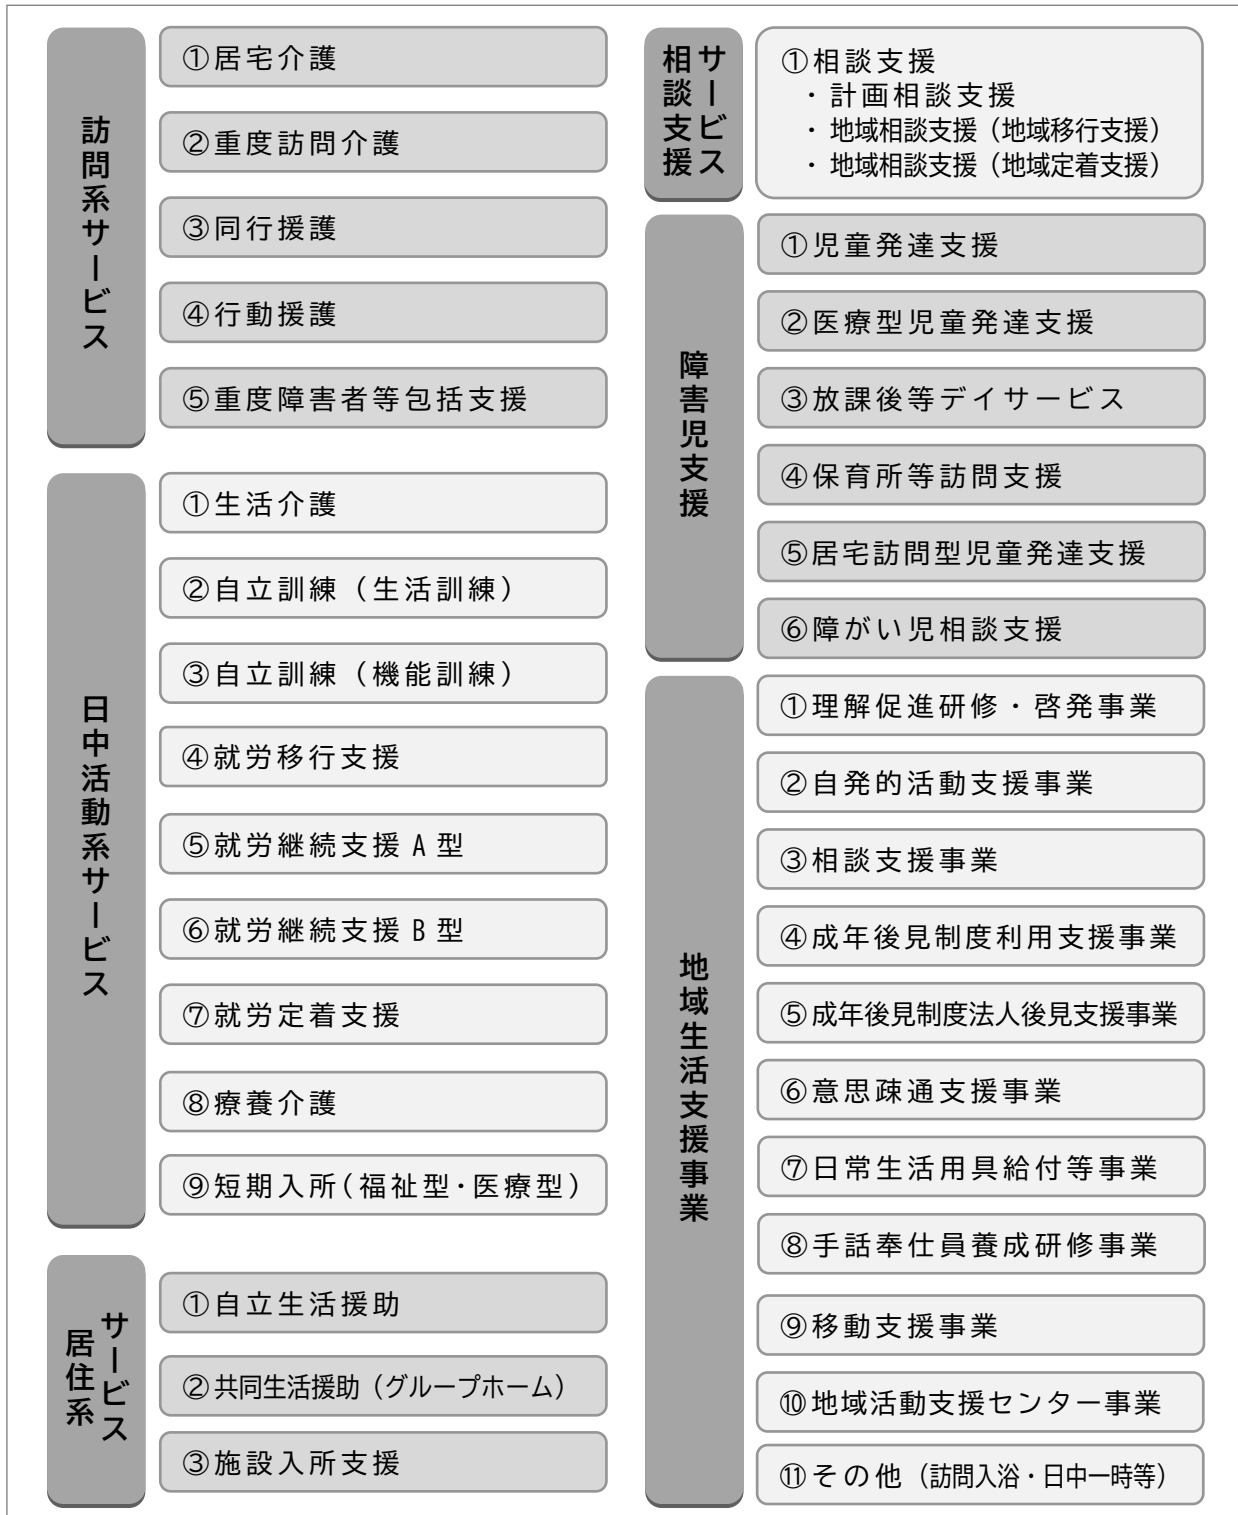 訪問系サービス
①居宅介護
②重度訪問介護
③同行援護
④行動援護
⑤重度障害者等包括支援
日中活動系サービス
①生活介護
②自立訓練（生活訓練）
③自立訓練（機能訓練）
④就労移行支援
⑤就労継続支援 A 型
⑥就労継続支援 B 型
⑦就労定着支援
⑧療養介護
⑨短期入所（福祉型・医療型）
居住系
サービス
①自立生活援助
②共同生活援助（グループホーム）
③施設入所支援
相談支援
サービス
①相談支援
・計画相談支援
・地域相談支援（地域移行支援）
・地域相談支援（地域定着支援）
障害児支援
①児童発達支援
②医療型児童発達支援
③放課後等デイサービス
④保育所等訪問支援
⑤居宅訪問型児童発達支援
⑥障がい児相談支援
地域生活支援事業
①理解促進研修・啓発事業
②自発的活動支援事業
③相談支援事業
④成年後見制度利用支援事業
⑤成年後見制度法人後見支援事業
⑥意思疎通支援事業
⑦日常生活用具給付等事業
⑧手話奉仕員養成研修事業
⑨移動支援事業
⑩地域活動支援センター事業
⑪その他（訪問入浴・日中一時等）